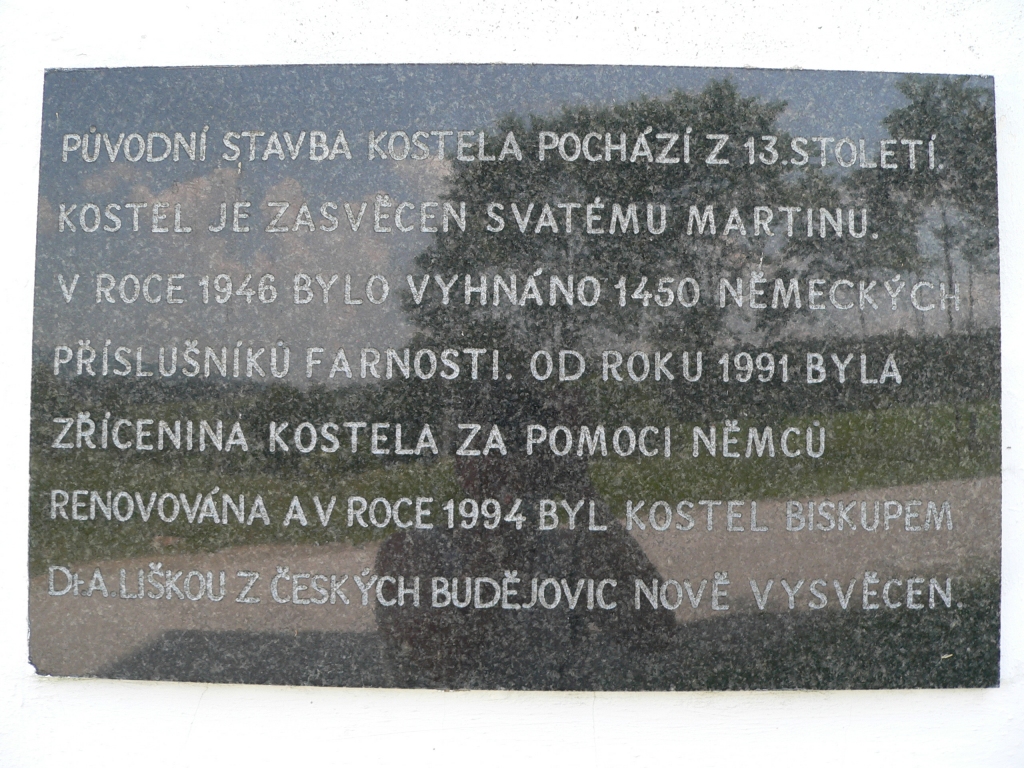 PŮVODNÍ STAVBA KOSTELA POCHÁZÍ Z 13.STOLETÍ.
KOSTEL JE ZASVĚCEN SVATÉMU MARTINU.
V ROCE 1946 BYLO VYHNÁNO 1450 NĚMECKÝCH
PŘÍSLUŠNÍKŮ FARNOSTI. OD ROKU 1991 BYLA
ZŘÍCENINA KOSTELA ZA POMOCI NĚMCŮ
RENOVOVÁNA A V ROCE 1994 BYL KOSTEL BISKUPEM
Dr.A.LIŠKOU Z ČESKÝCH BUDĚJOVIC NOVĚ VYSVĚCEN.